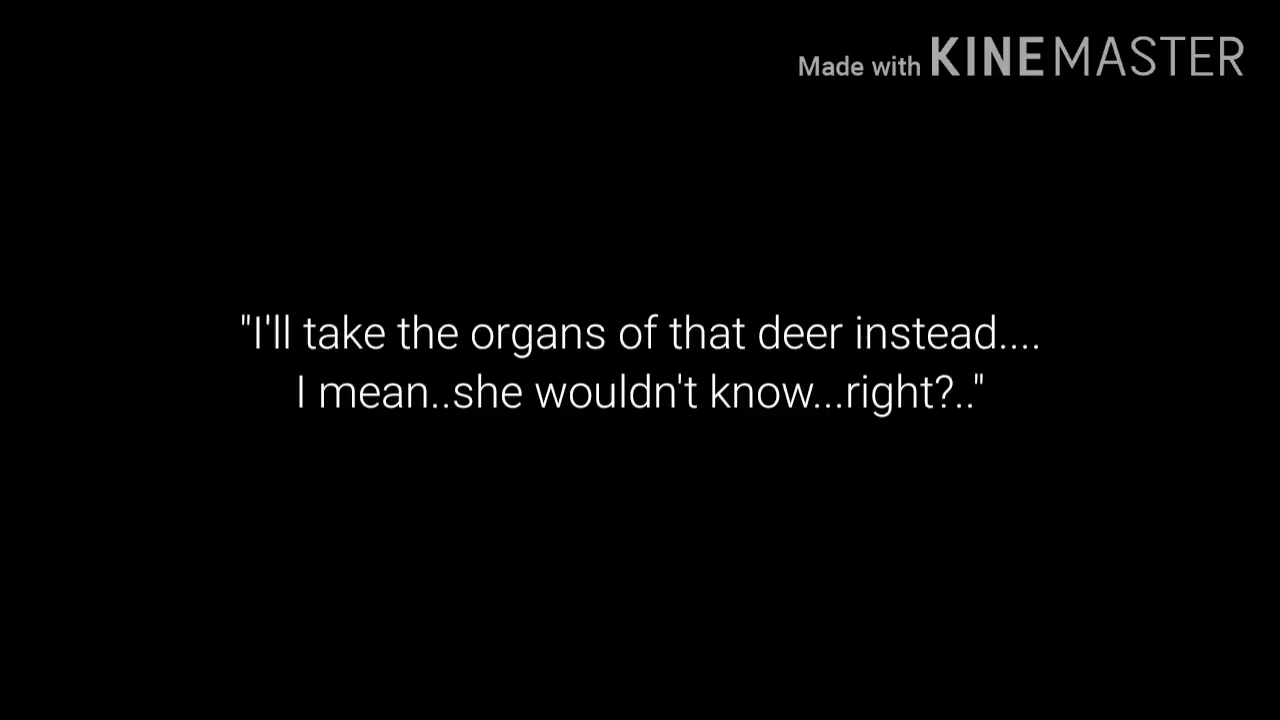 Made with KINEMASTER
"I'll take the organs of that deer instead....
I mean..she wouldn't know...right?.."